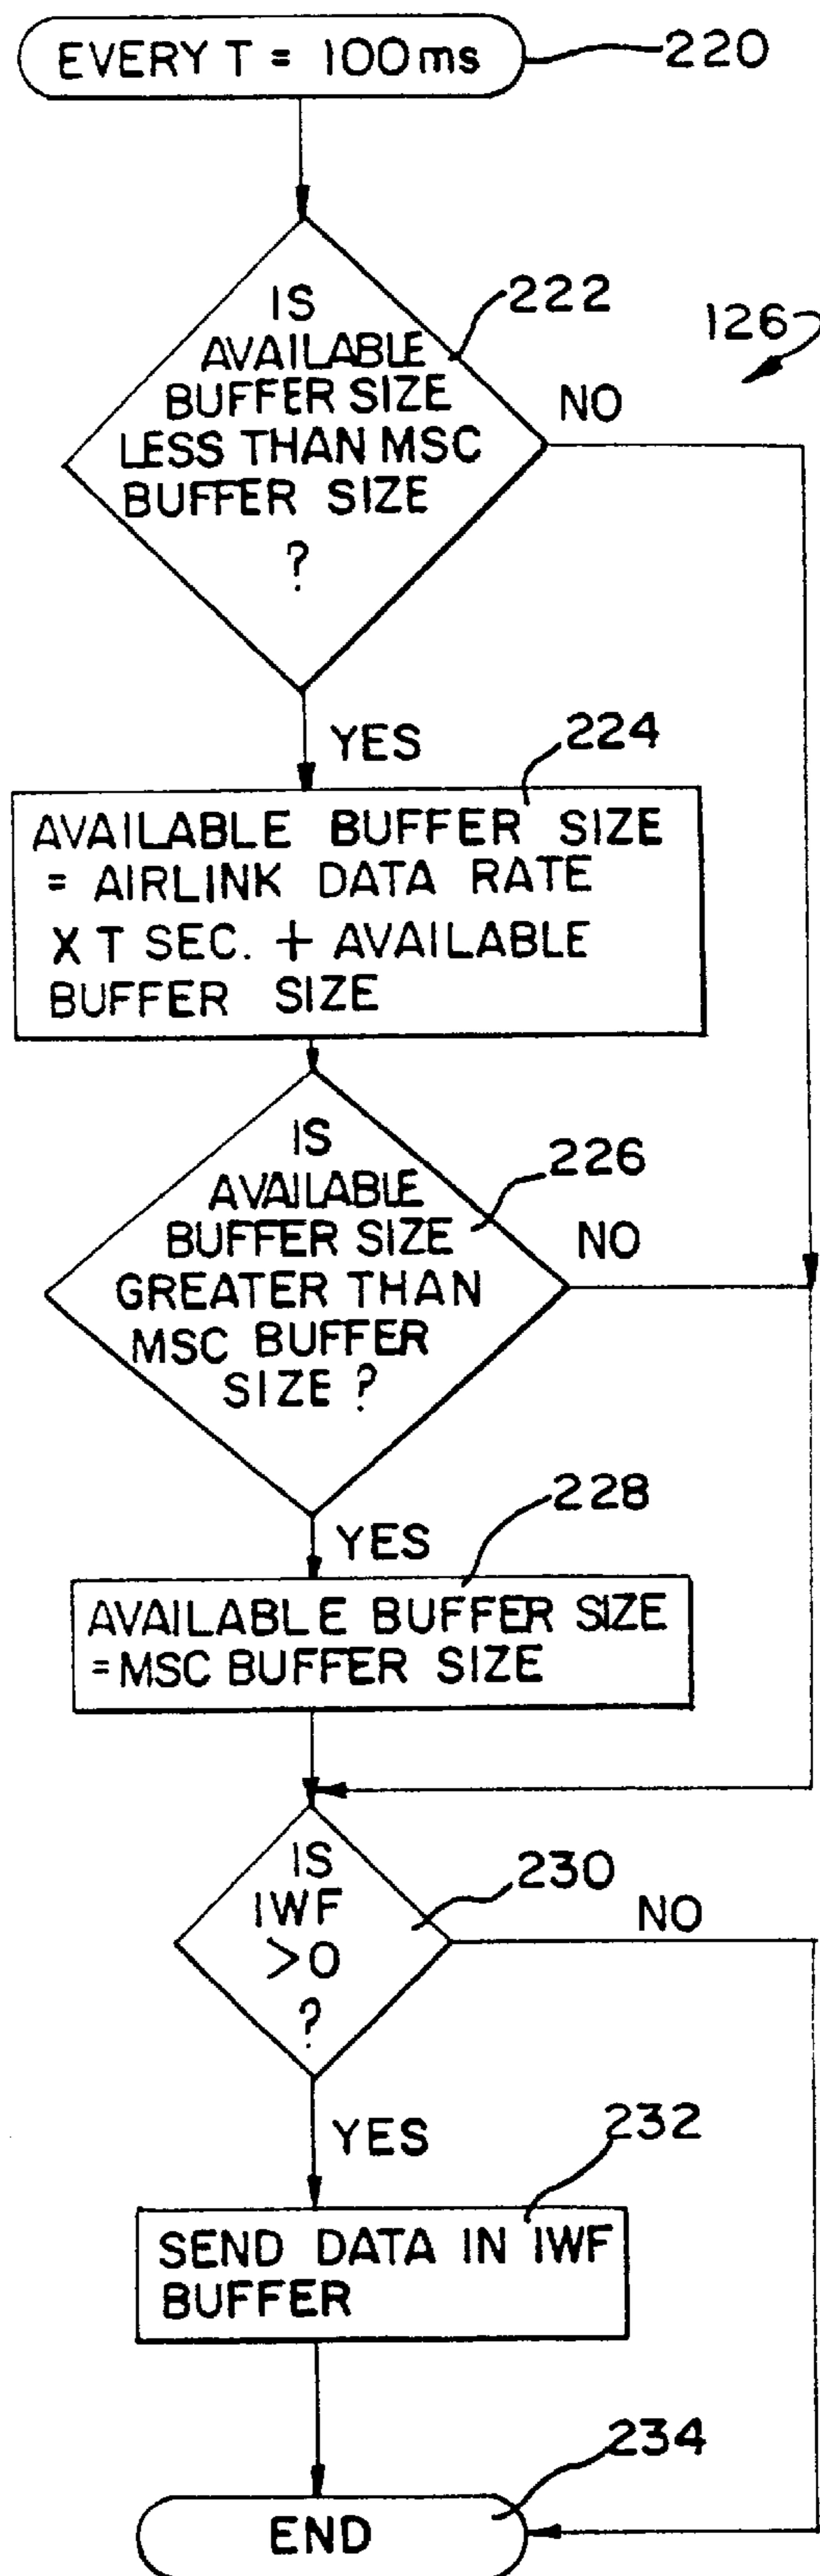 EVERY T = 100ms
220
IS
AVAILABLE
BUFFER SIZE
LESS THAN MSC
BUFFER SIZE
?
222
126
NO
YES
224
AVAILABLE BUFFER SIZE
= AIRLINK DATA RATE
X T SEC. + AVAILABLE
BUFFER SIZE
IS
AVAILABLE
BUFFER SIZE
GREATER THAN
MSC BUFFER
SIZE ?
226
NO
YES
228
AVAILABLE BUFFER SIZE
= MSC BUFFER SIZE
IS
IWF
>0
?
230
NO
YES
232
SEND DATA IN IWF
BUFFER
234
END